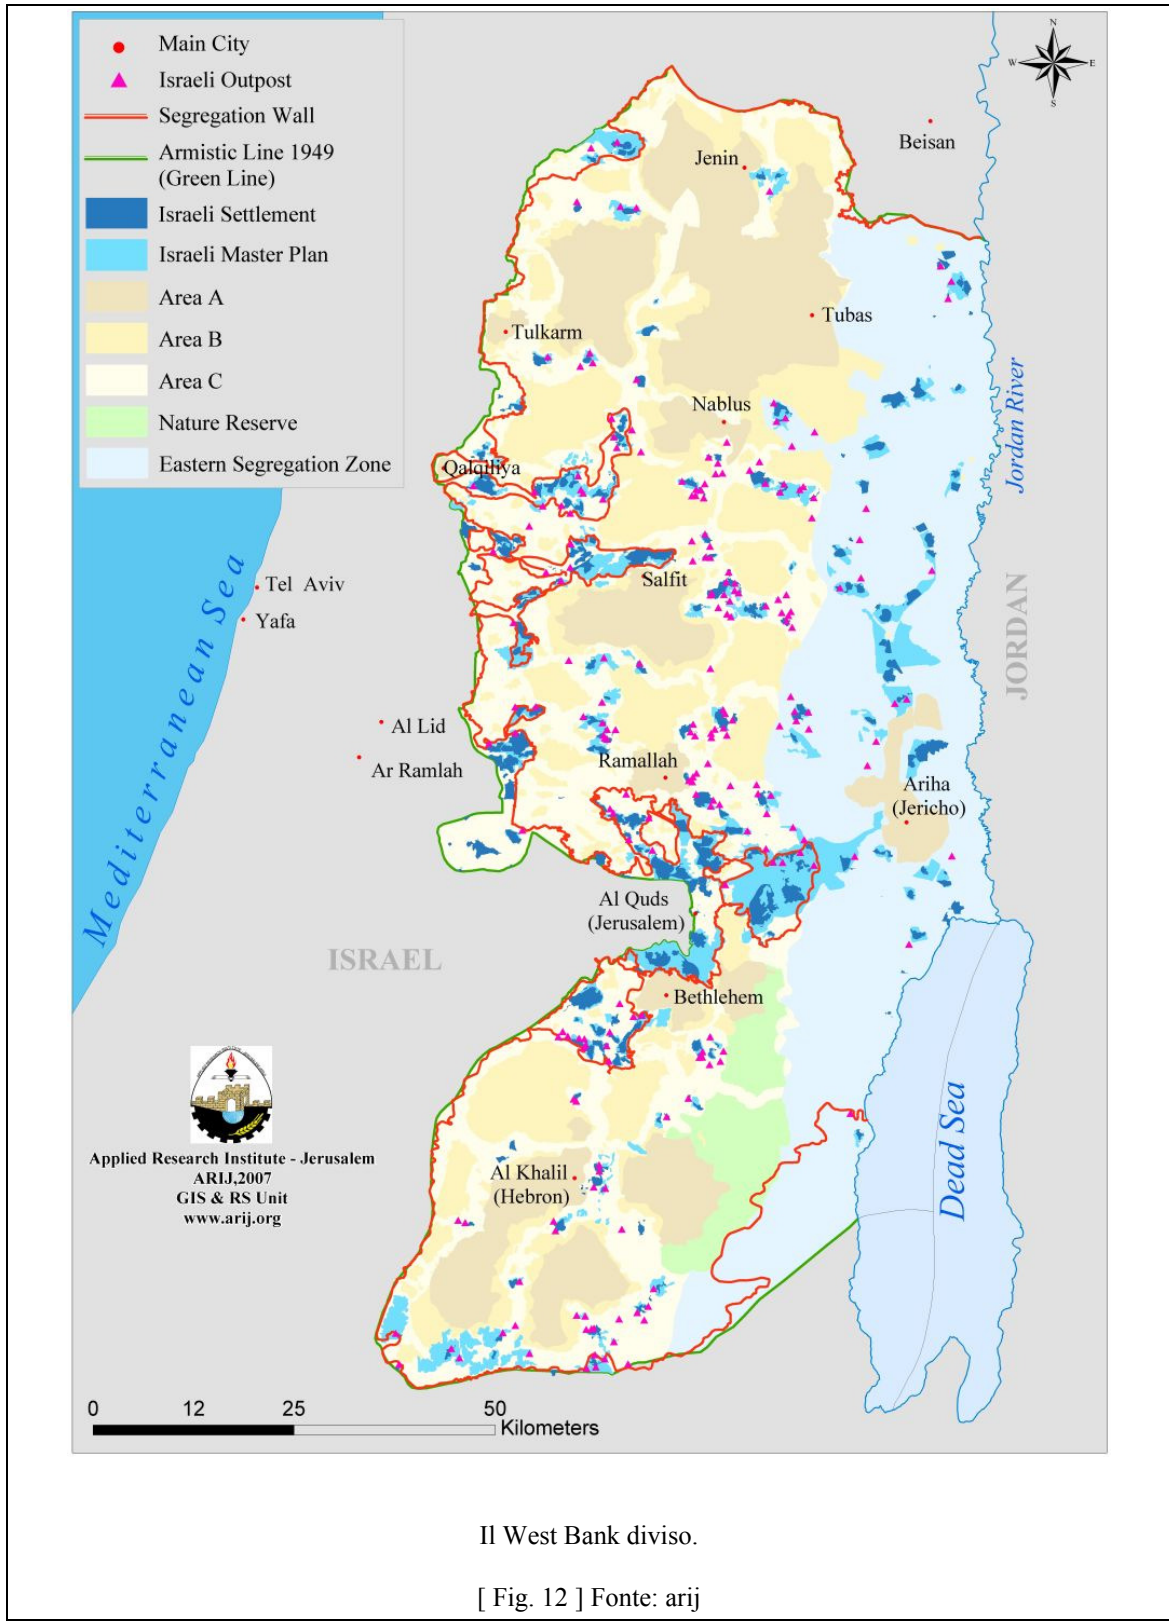 Main City
Israeli Outpost
Segregation Wall
Armistic Line 1949
(Green Line)
Israeli Settlement
Israeli Master Plan
Area A
Area B
Area C
Nature Reserve
Eastern Segregation Zone
N
W
E
S
Beisan
Jenin
Tubas
Tulkarm
Nablus
Jordan River
Qalqiliya
Salfit
Tel Aviv
Yafa
Mediterranean Sea
JORDAN
Al Lid
Ar Ramlah
Ramallah
Ariha
(Jericho)
Al Quds
(Jerusalem)
ISRAEL
Bethlehem
Dead Sea
Al Khalil
(Hebron)
Applied Research Institute - Jerusalem
ARIJ,2007
GIS & RS Unit
www.arij.org
0 12 25 50
Kilometers
Il West Bank diviso.
[ Fig. 12 ] Fonte: arij